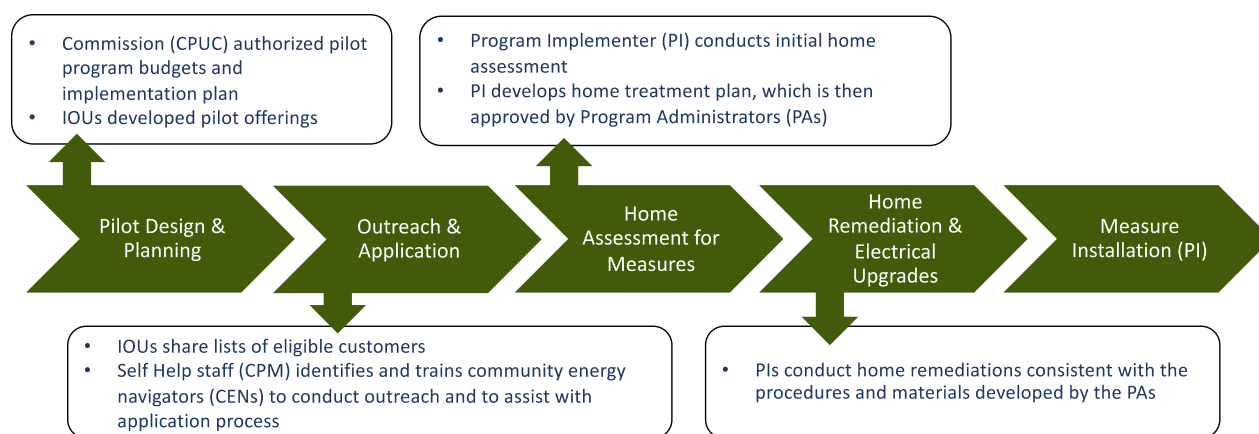 • Commission (CPUC) authorized pilot
program budgets and
implementation plan
• IOUs developed pilot offerings
• Program Implementer (PI) conducts initial home
assessment
• PI develops home treatment plan, which is then
approved by Program Administrators (PAs)
Pilot Design &
Planning
Outreach &
Application
Home
Assessment for
Measures
Home
Remediation &
Electrical
Upgrades
Measure
Installation (PI)
• IOUs share lists of eligible customers
• Self Help staff (CPM) identifies and trains community energy
navigators (CENs) to conduct outreach and to assist with
application process
• PIs conduct home remediations consistent with the
procedures and materials developed by the PAs